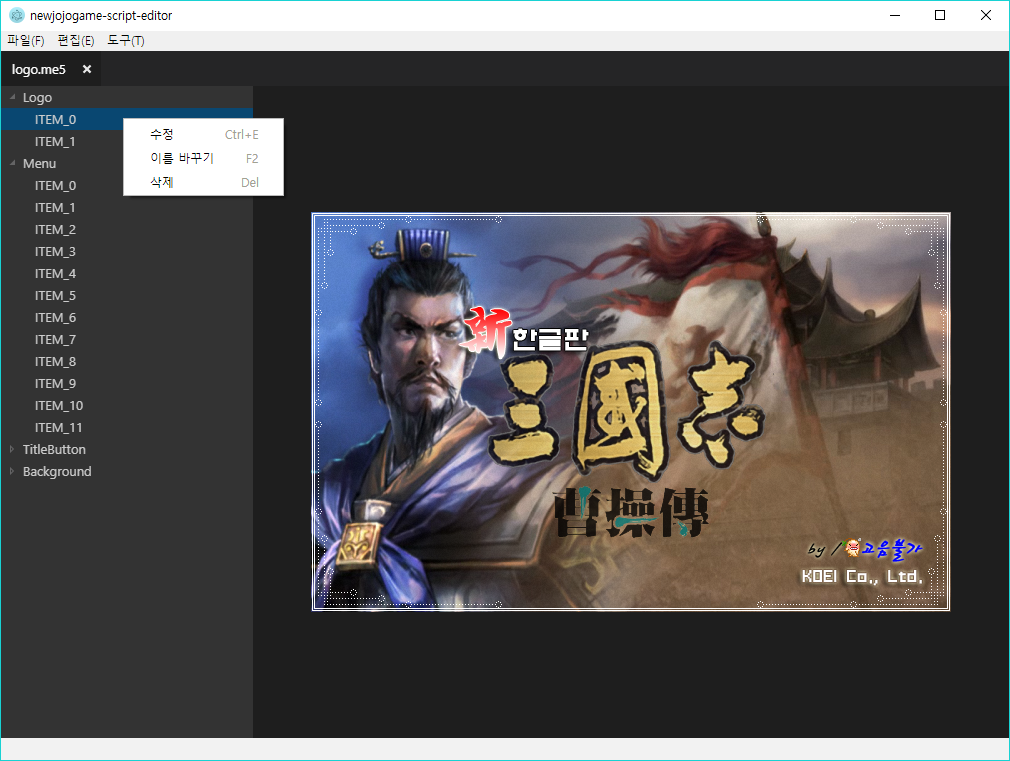 newjojogame-script-editor
파일(F) 편집(E) 도구(T)
logo.me5
Logo
ITEM_0
ITEM_1
수정 Ctrl+E
이름 바꾸기 F2
삭제 Del
Menu
ITEM_0
ITEM_1
ITEM_2
ITEM_3
ITEM_4
ITEM_5
ITEM_6
ITEM_7
ITEM_8
ITEM_9
ITEM_10
ITEM_11
TitleButton
Background
新 한글판
三國志
曹操傳
by / 고음불가
KOEI Co., Ltd.